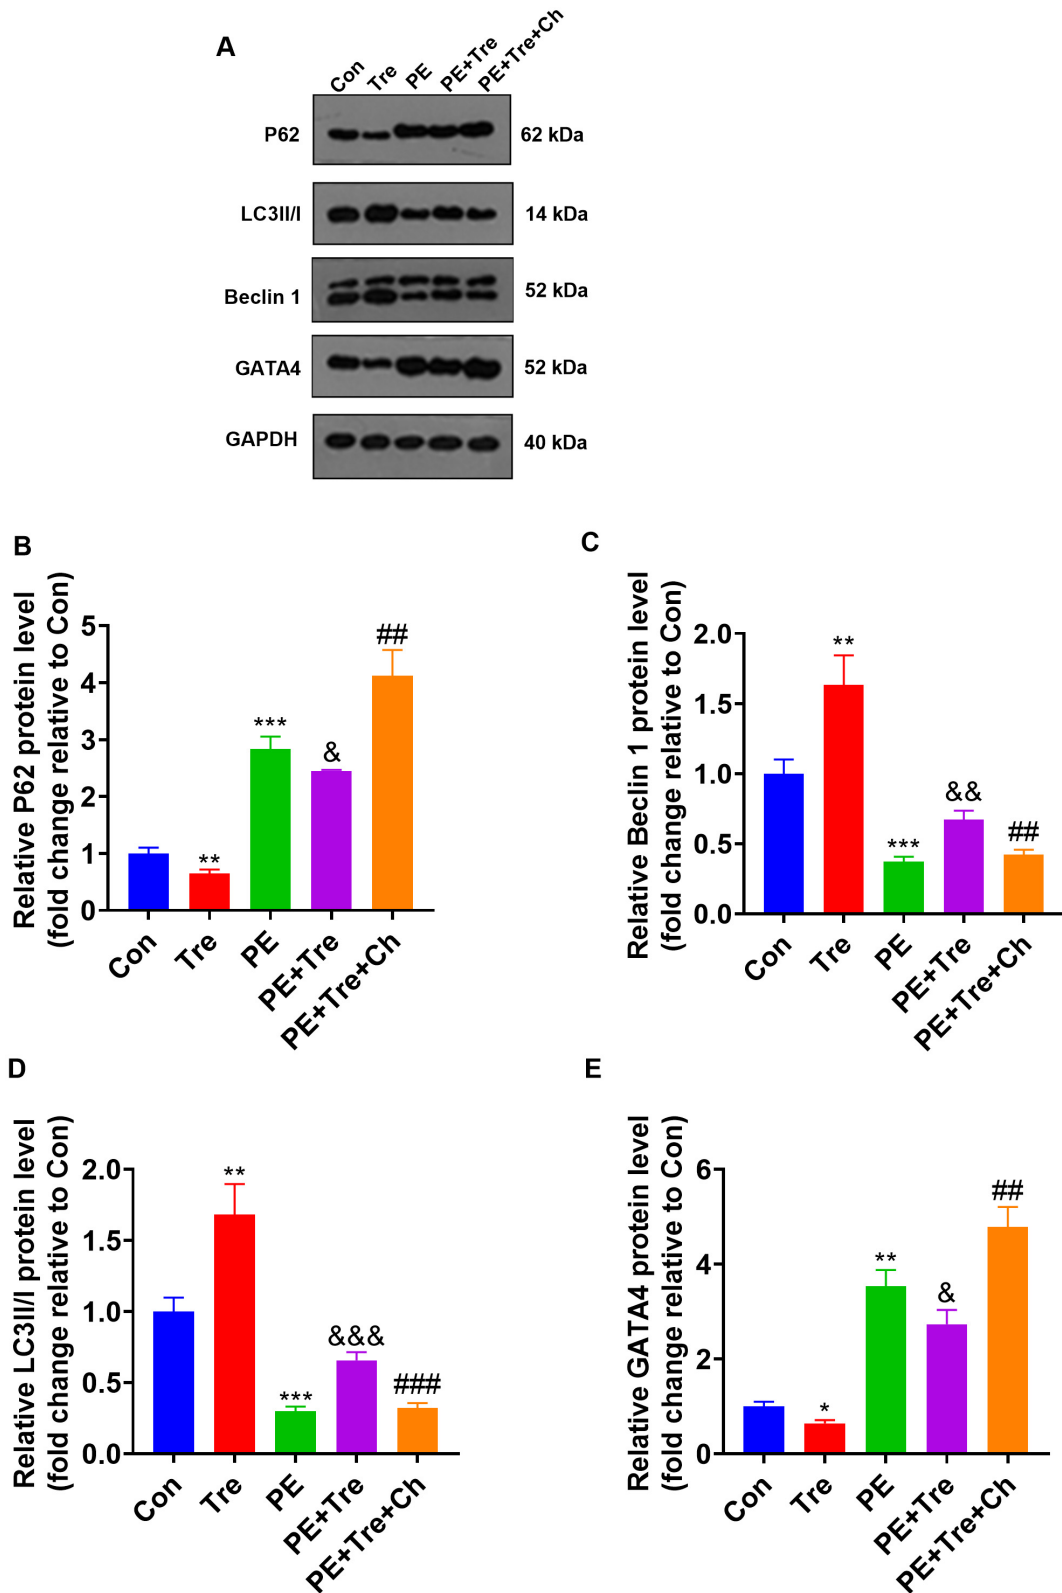 A
Con
Tre
PE
PE+Tre
PE+Tre+Ch
P62
62 kDa
LC3II/I
14 kDa
Beclin 1
52 kDa
GATA4
52 kDa
GAPDH
40 kDa
B
Relative P62 protein level
(fold change relative to Con)
5
4
3
2
1
0
**
***
&
##
Con
Tre
PE
PE+Tre
PE+Tre+Ch
C
Relative Beclin 1 protein level
(fold change relative to Con)
2.0
1.5
1.0
0.5
0.0
**
***
&&
##
Con
Tre
PE
PE+Tre
PE+Tre+Ch
D
Relative LC3II/I protein level
(fold change relative to Con)
2.0
1.5
1.0
0.5
0.0
**
***
&&&
###
Con
Tre
PE
PE+Tre
PE+Tre+Ch
E
Relative GATA4 protein level
(fold change relative to Con)
6
4
2
0
*
**
&
##
Con
Tre
PE
PE+Tre
PE+Tre+Ch